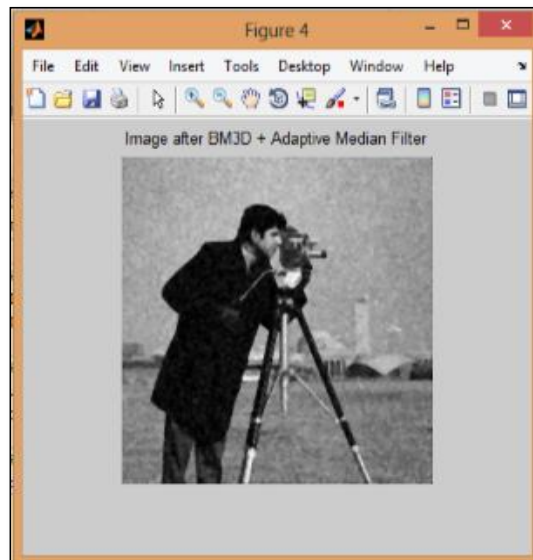 Figure 4
File Edit View Insert Tools Desktop Window Help
Image after BM3D + Adaptive Median Filter